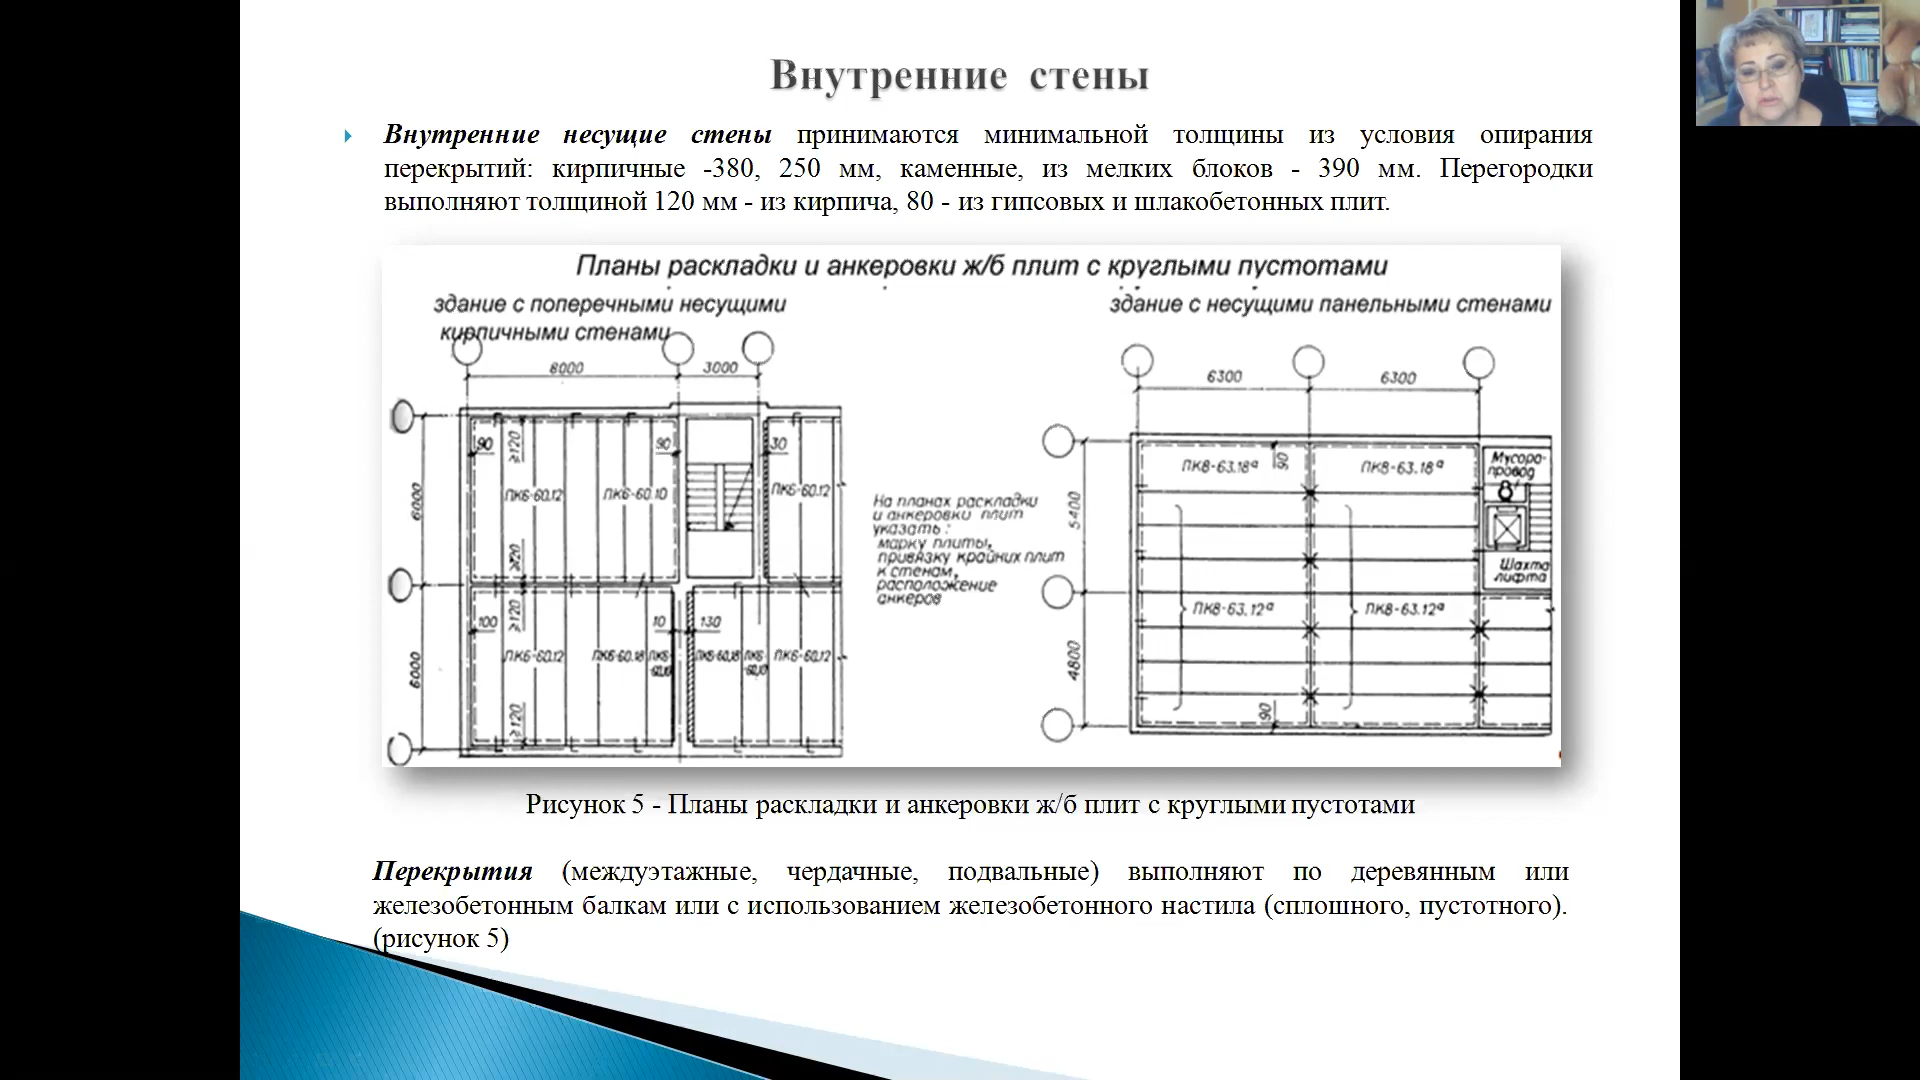 Внутренние стены
Внутренние несущие стены принимаются минимальной толщины из условия опирания
перекрытий: кирпичные -380, 250 мм, каменные, из мелких блоков - 390 мм. Перегородки
выполняют толщиной 120 мм - из кирпича, 80 - из гипсовых и шлакобетонных плит.
Планы раскладки и анкеровки ж/б плит с круглыми пустотами
здание с поперечными несущими
кирпичными стенами
8000
3000
6000
6000
90
≥120
90
30
ПК6-60.12
ПК6-60.10
ПК6-60.12
≥120
≥120
100
10
130
ПК6-60.12
ПК6-60.18
ПК6-60.18
ПК6-60.12
≥120
На планах раскладки
и анкеровки плит
указать:
марку плиты,
привязку крайних плит
к стенам,
расположение
анкеров
здание с несущими панельными стенами
6300
6300
5400
4800
ПК8-63.18а
90
ПК8-63.18а
Мусоро-
провод
Шахта
лифта
ПК8-63.12а
ПК8-63.12а
90
Рисунок 5 - Планы раскладки и анкеровки ж/б плит с круглыми пустотами
Перекрытия (междуэтажные, чердачные, подвальные) выполняют по деревянным или
железобетонным балкам или с использованием железобетонного настила (сплошного, пустотного).
(рисунок 5)